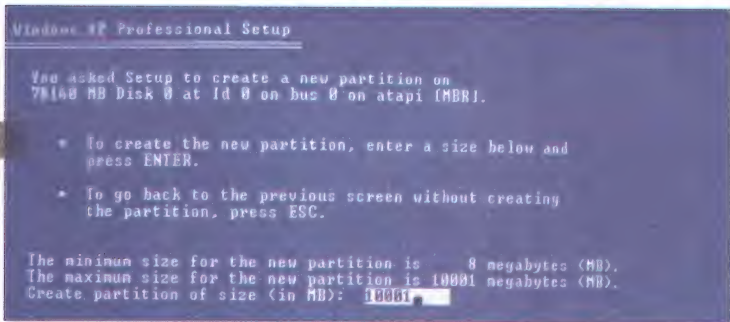 Windows XP Professional Setup
You asked Setup to create a new partition on
78160 MB Disk 0 at Id 0 on bus 0 on atapi [MBR].
* To create the new partition, enter a size below and
press ENTER.
* To go back to the previous screen without creating
the partition, press ESC.
The minimum size for the new partition is 8 megabytes (MB).
The maximum size for the new partition is 10001 megabytes (MB).
Create partition of size (in MB): 10001